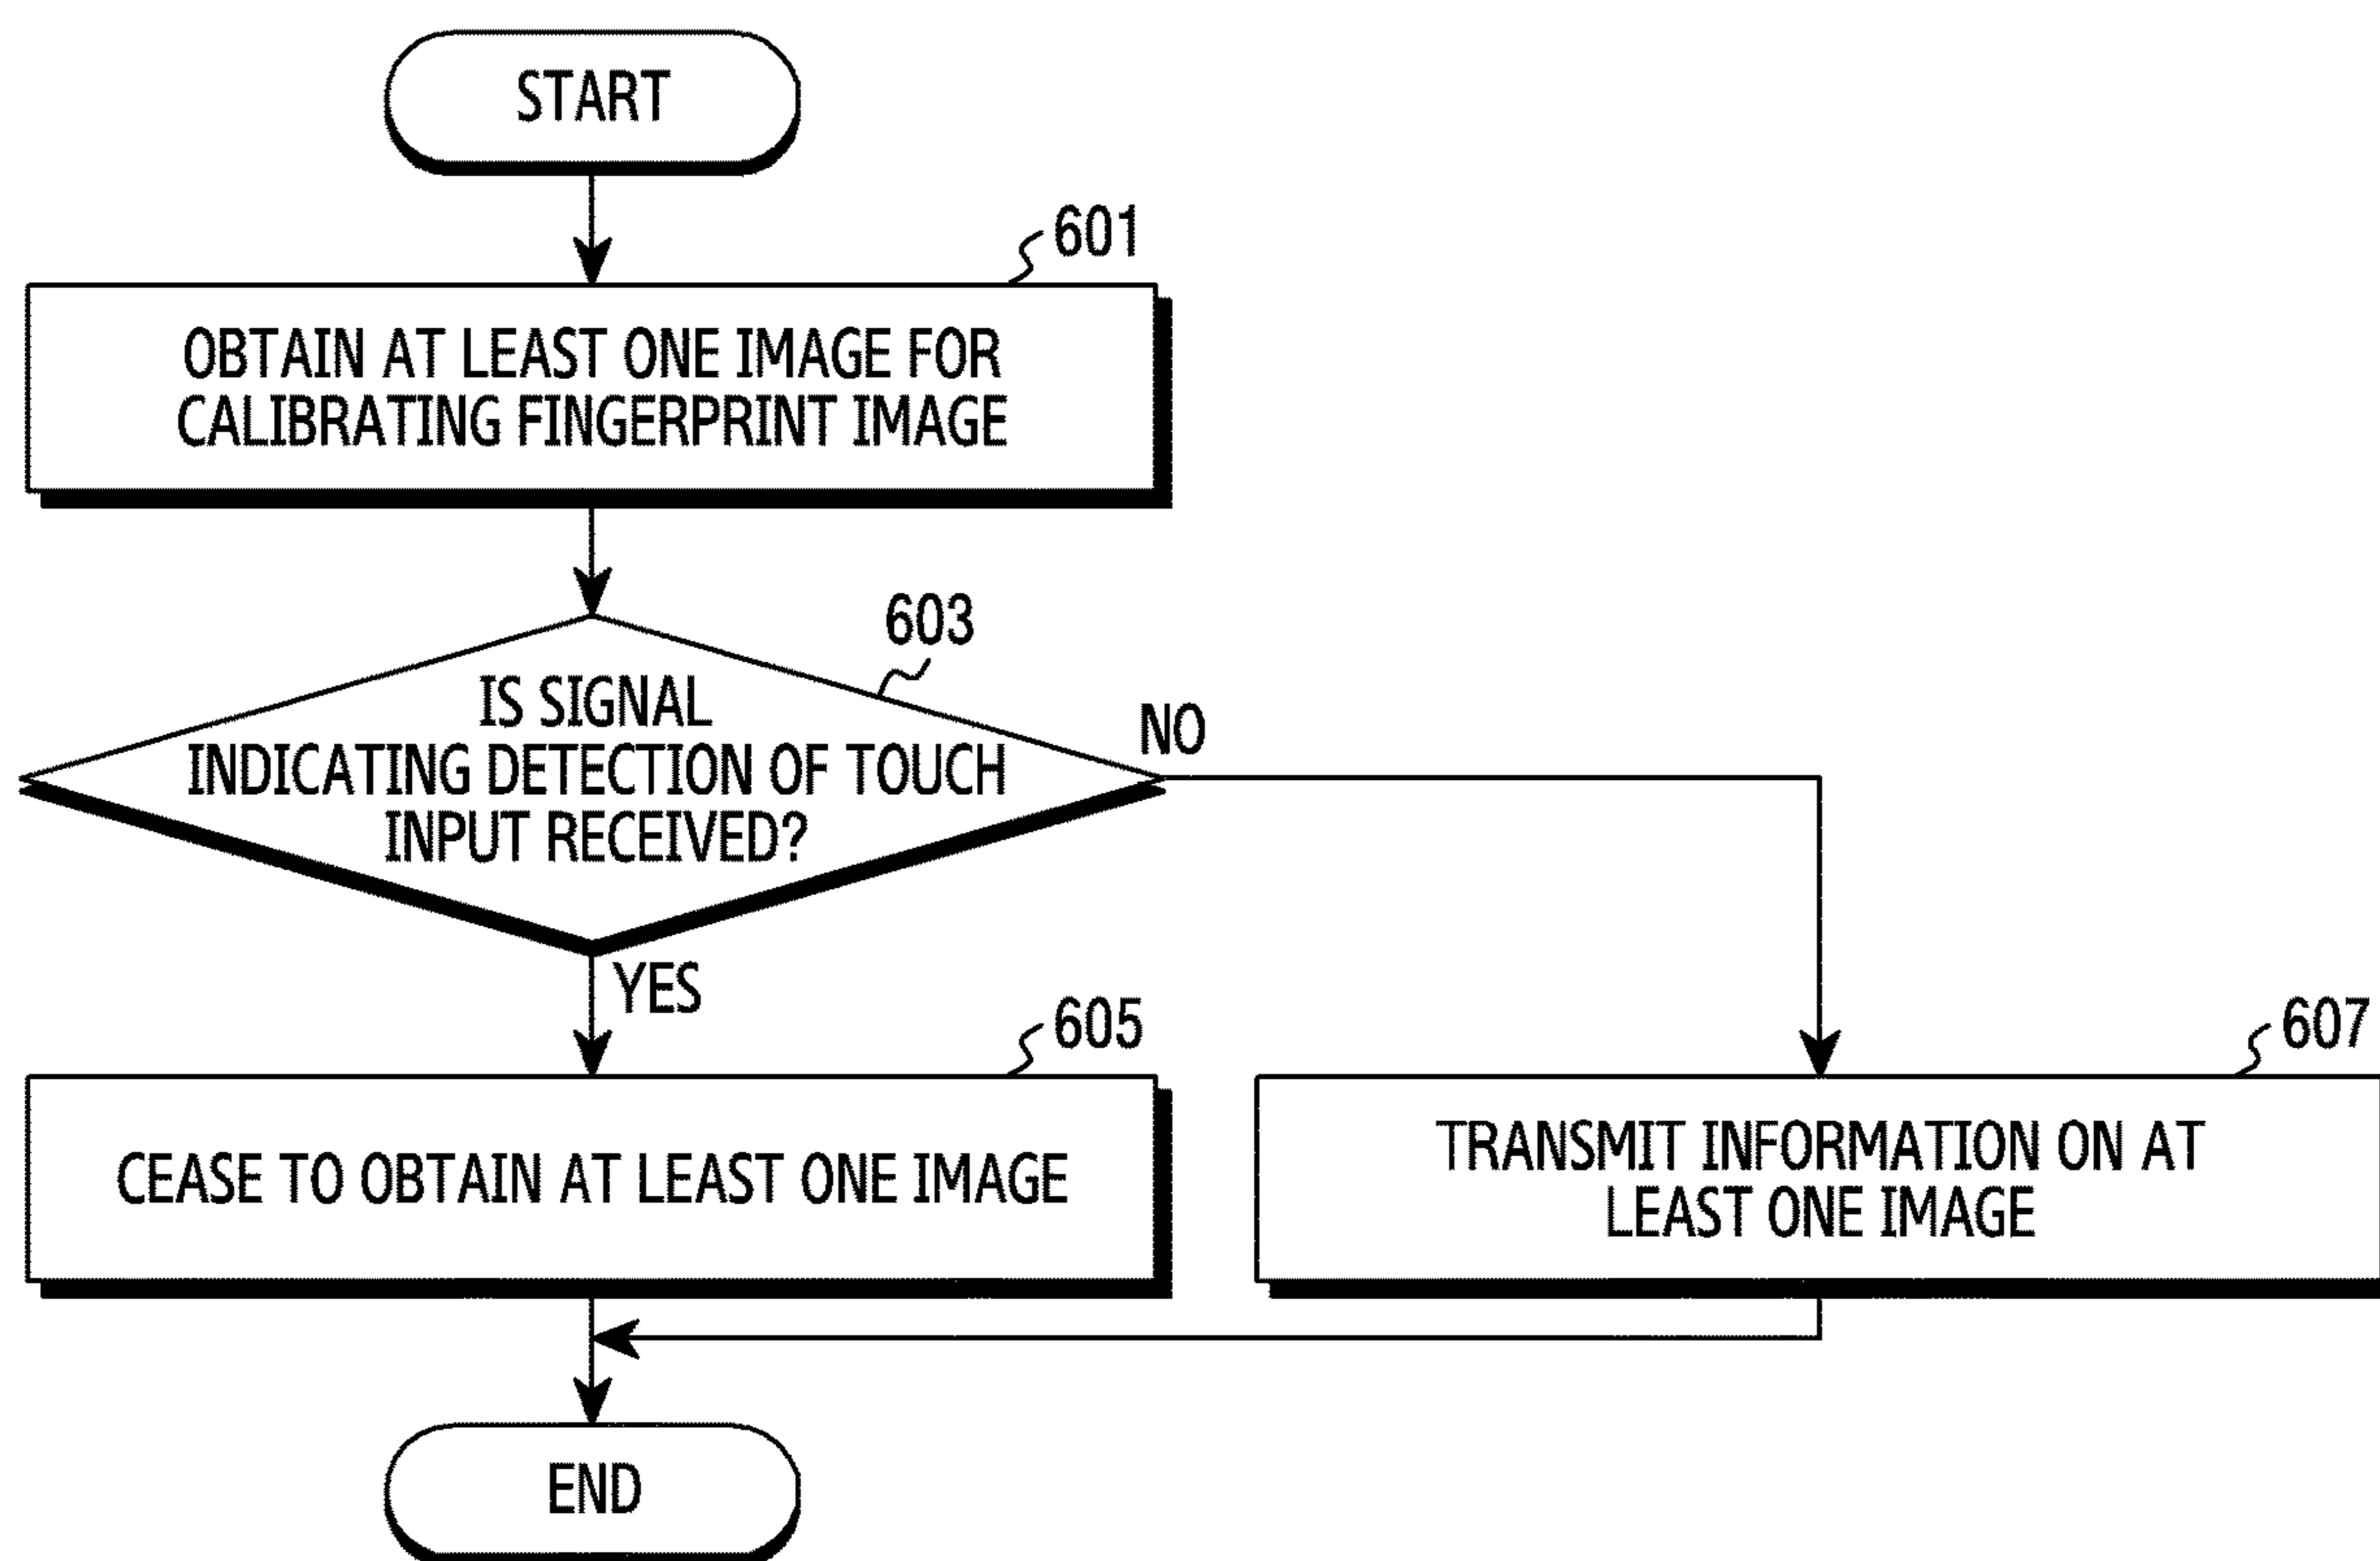 START
601
OBTAIN AT LEAST ONE IMAGE FOR
CALIBRATING FINGERPRINT IMAGE
603
IS SIGNAL
INDICATING DETECTION OF TOUCH
INPUT RECEIVED?
NO
YES
605
CEASE TO OBTAIN AT LEAST ONE IMAGE
607
TRANSMIT INFORMATION ON AT
LEAST ONE IMAGE
END